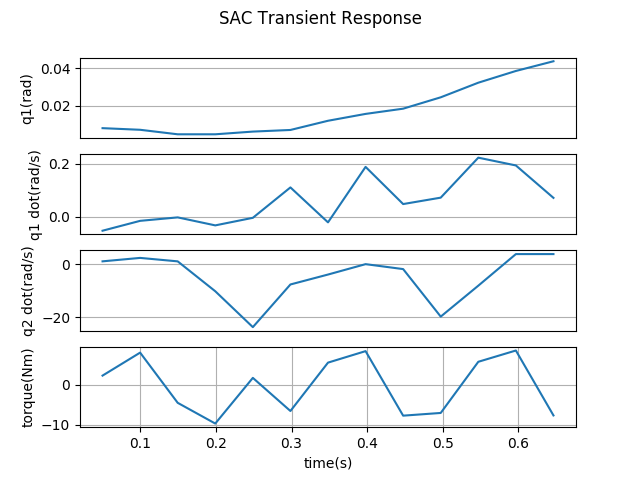 SAC Transient Response
q1(rad)
0.04
0.02
q1 dot(rad/s)
0.2
0.0
q2 dot(rad/s)
0
−20
torque(Nm)
0
−10
0.1 0.2 0.3 0.4 0.5 0.6
time(s)